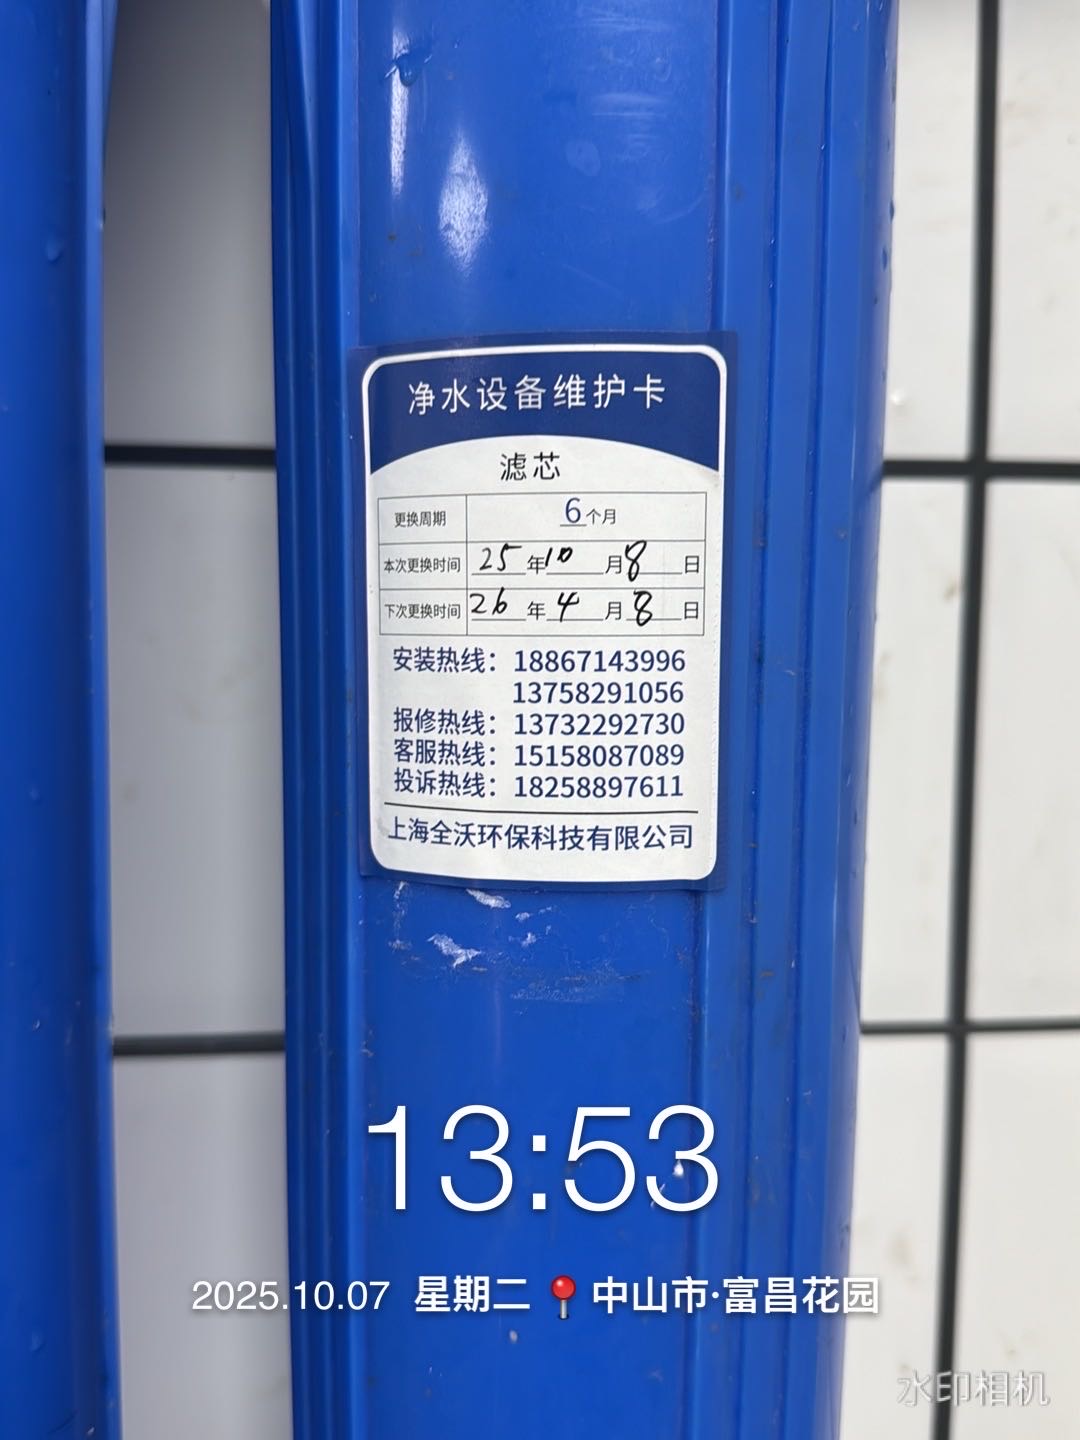 净水设备维护卡
滤芯
更换周期 6个月
本次更换时间 25年10月8日
下次更换时间 26年4月8日
安装热线：18867143996
13758291056
报修热线：13732292730
客服热线：15158087089
投诉热线：18258897611
上海全沃环保科技有限公司
13:53
2025.10.07 星期二 📍中山市·富昌花园
水印相机